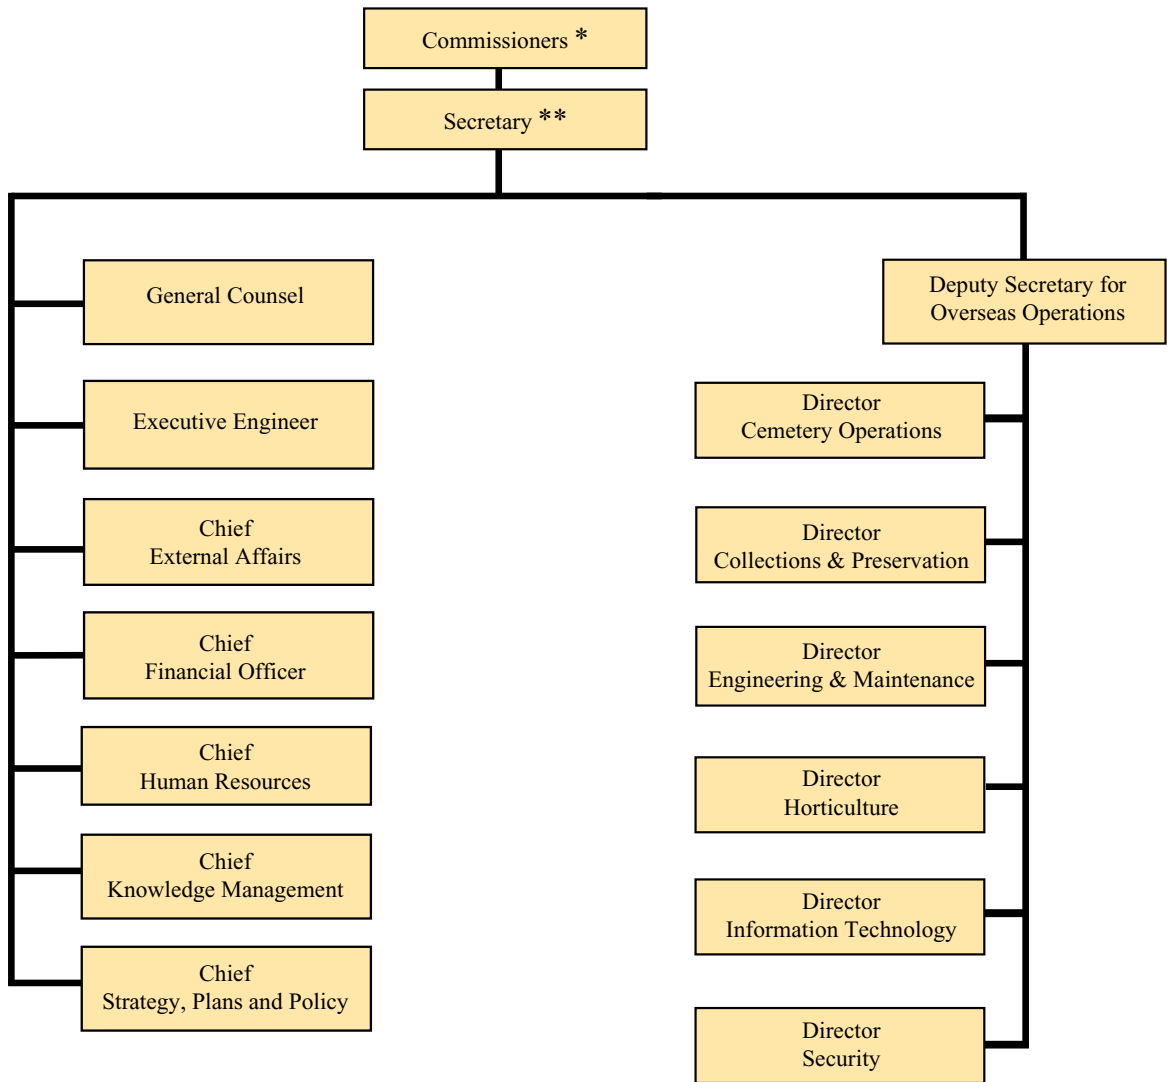 Commissioners *
Secretary **
General Counsel
Executive Engineer
Chief
External Affairs
Chief
Financial Officer
Chief
Human Resources
Chief
Knowledge Management
Chief
Strategy, Plans and Policy
Deputy Secretary for
Overseas Operations
Director
Cemetery Operations
Director
Collections & Preservation
Director
Engineering & Maintenance
Director
Horticulture
Director
Information Technology
Director
Security